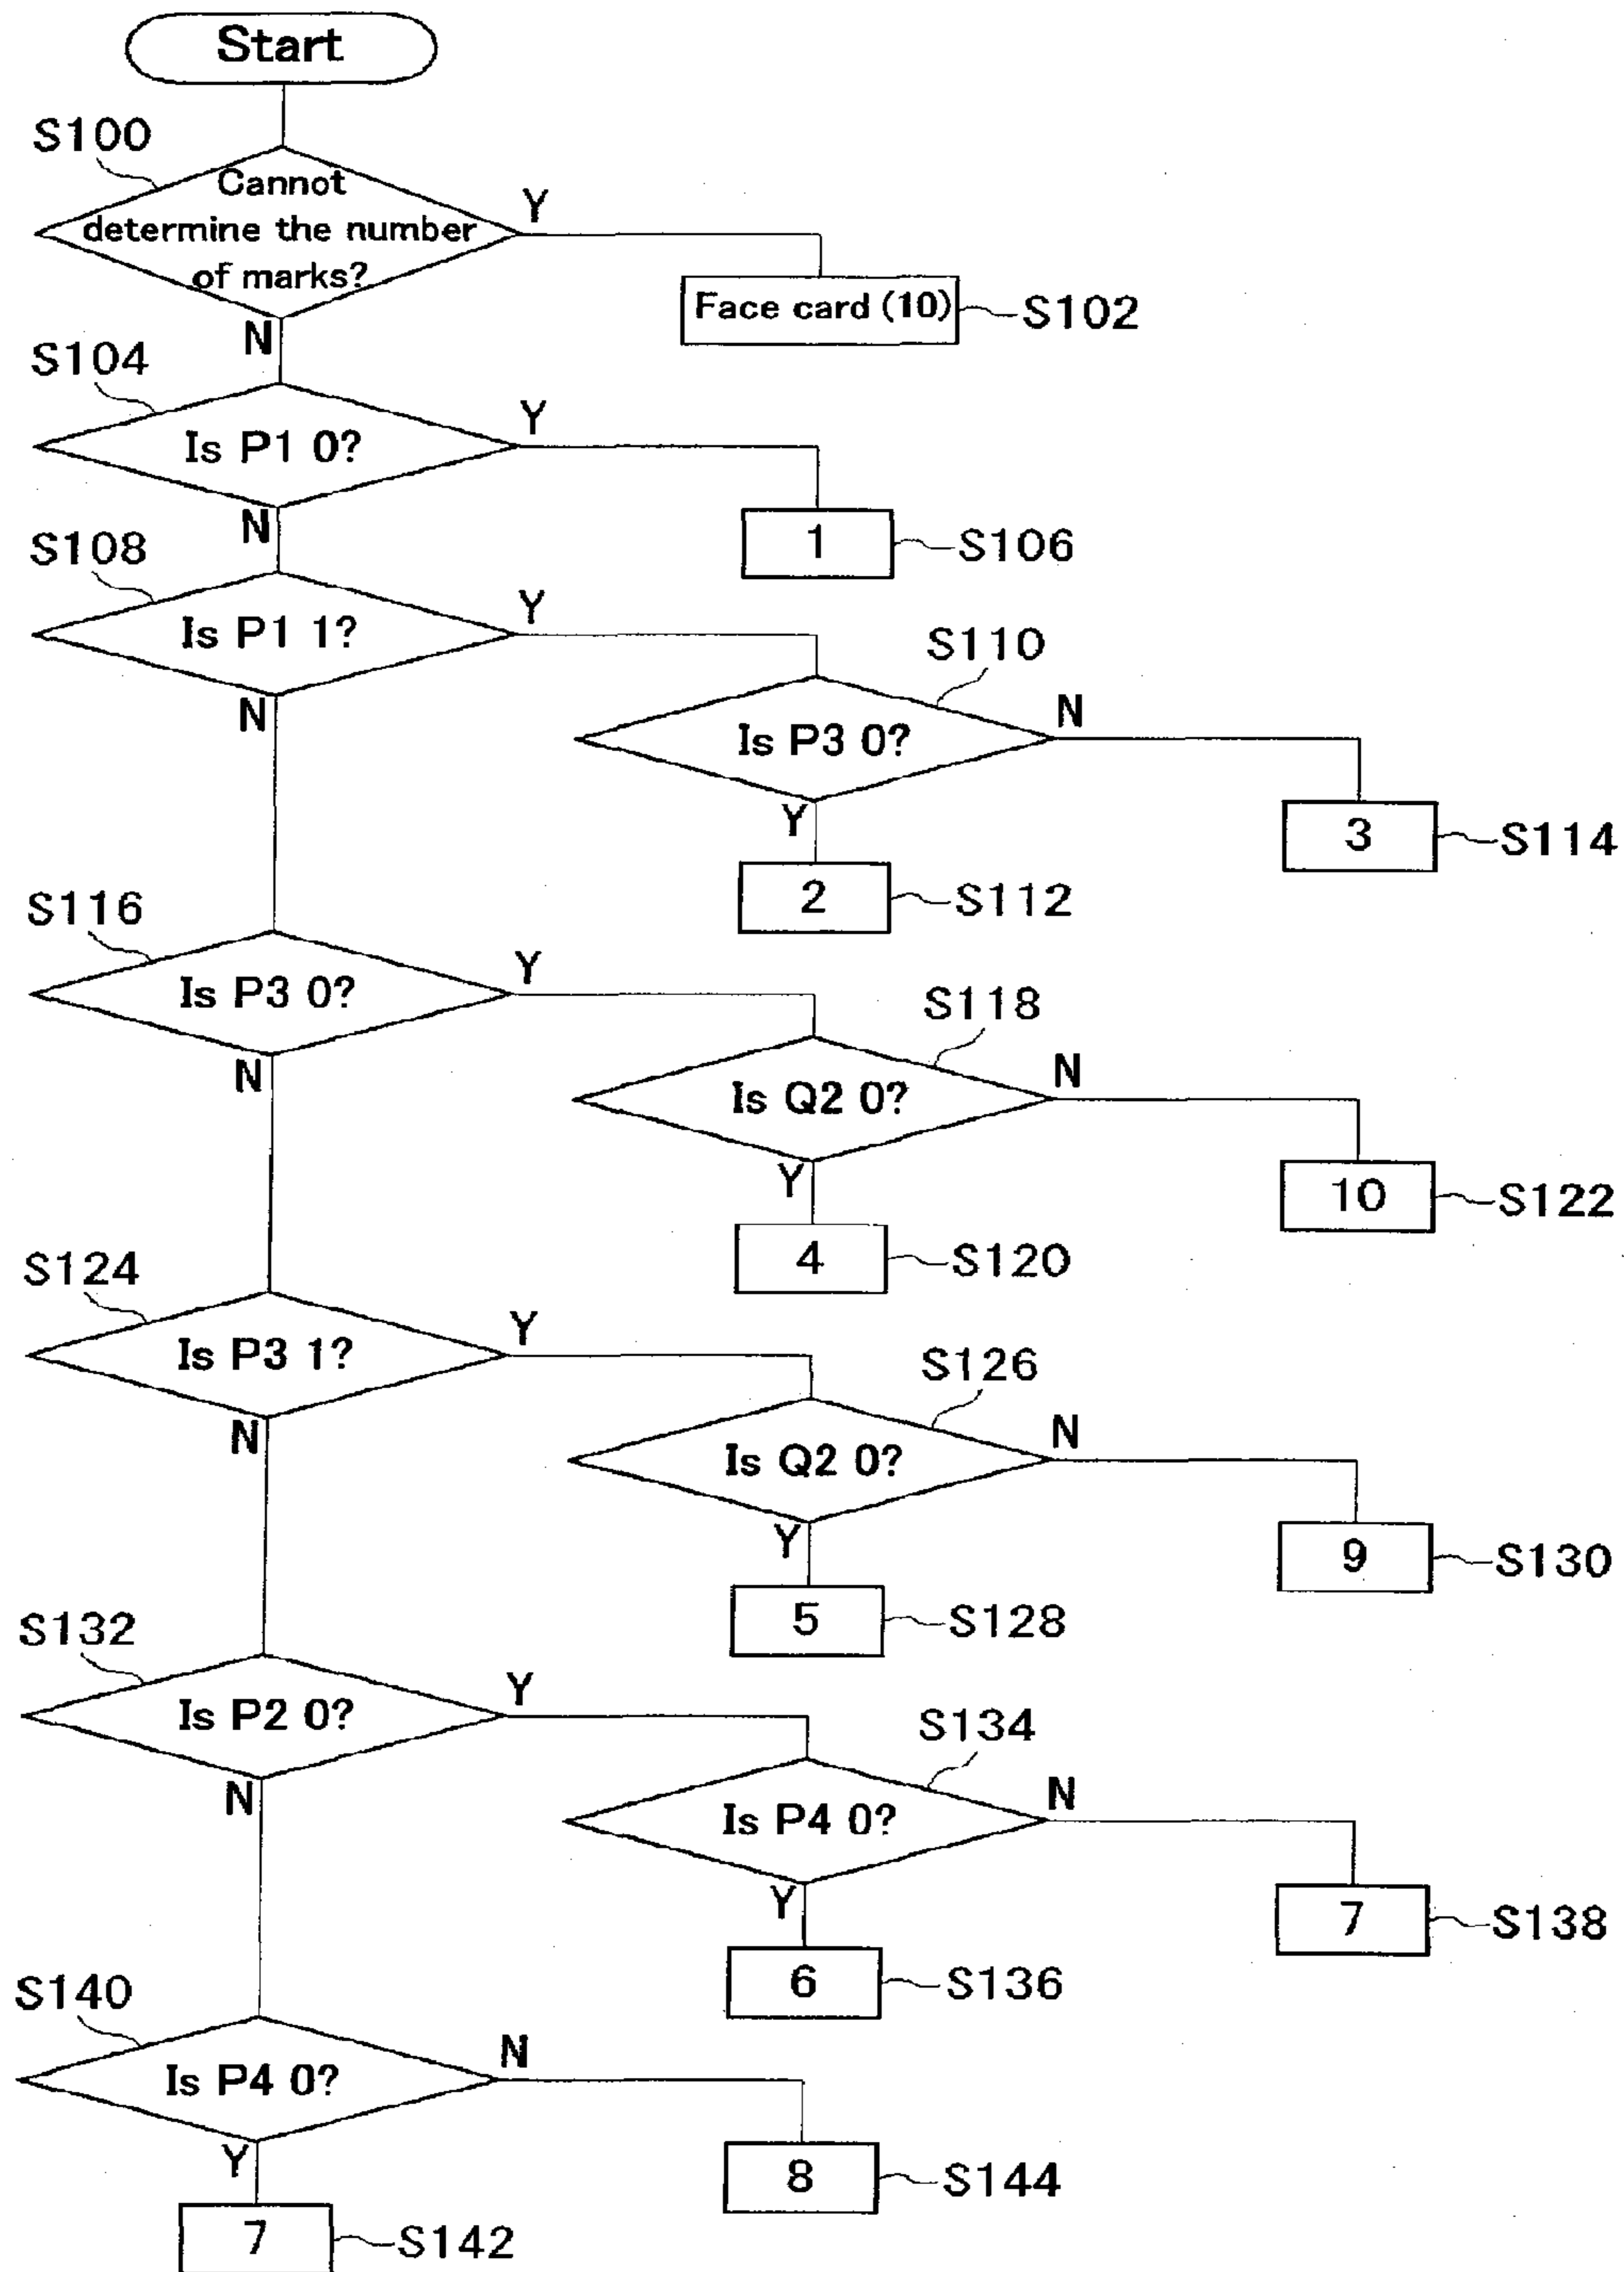 Start
S100
Cannot
determine the number
of marks?
Y
N
Face card (10)
S102
S104
Is P1 0?
Y
N
1
S106
S108
Is P1 1?
Y
N
S110
Is P3 0?
N
Y
3
S114
2
S112
S116
Is P3 0?
Y
N
S118
Is Q2 0?
N
Y
10
S122
4
S120
S124
Is P3 1?
Y
N
S126
Is Q2 0?
N
Y
9
S130
5
S128
S132
Is P2 0?
Y
N
S134
Is P4 0?
N
Y
7
S138
6
S136
S140
Is P4 0?
N
Y
8
S144
7
S142